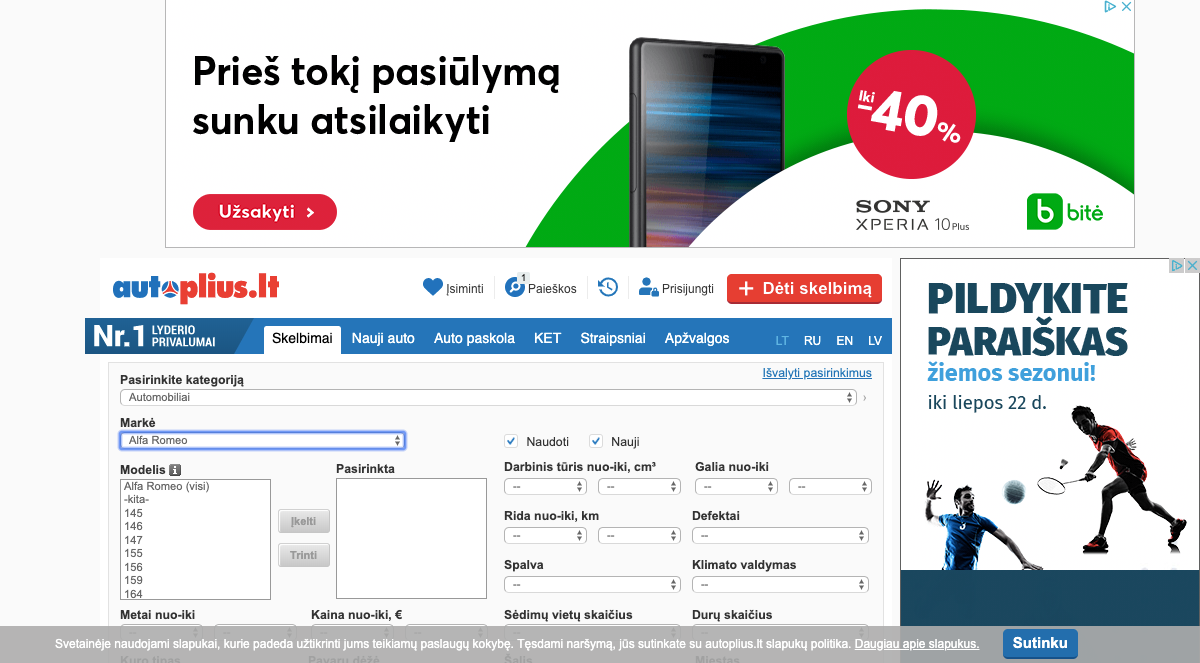 Prieš tokį pasiūlymą
sunku atsilaikyti
Iki
–40%
Užsakyti >
SONY
XPERIA 10 Plus
b bitė
autoplius.lt
Įsiminti
1
Paieškos
Prisijungti
+ Dėti skelbimą
Nr.1 LYDERIO PRIVALUMAI
Skelbimai Nauji auto Auto paskola KET Straipsniai Apžvalgos LT RU EN LV
Pasirinkite kategoriją
Išvalyti pasirinkimus
Automobiliai
Markė
Alfa Romeo
Naudoti Nauji
Modelis i Pasirinkta
Darbinis tūris nuo-iki, cm³ Galia nuo-iki
-- -- -- --
Alfa Romeo (visi)
-kita-
145
146
147
155
156
159
164
Įkelti
Trinti
Rida nuo-iki, km Defektai
-- -- --
Spalva Klimato valdymas
-- --
Metai nuo-iki Kaina nuo-iki, € Sėdimų vietų skaičius Durų skaičius
Kuro tipas Pavarų dėžė Šalis Miestas
PILDYKITE
PARAIŠKAS
žiemos sezonui!
iki liepos 22 d.
Svetainėje naudojami slapukai, kurie padeda užtikrinti jums teikiamų paslaugų kokybę. Tęsdami naršymą, jūs sutinkate su autoplius.lt slapukų politika. Daugiau apie slapukus.
Sutinku